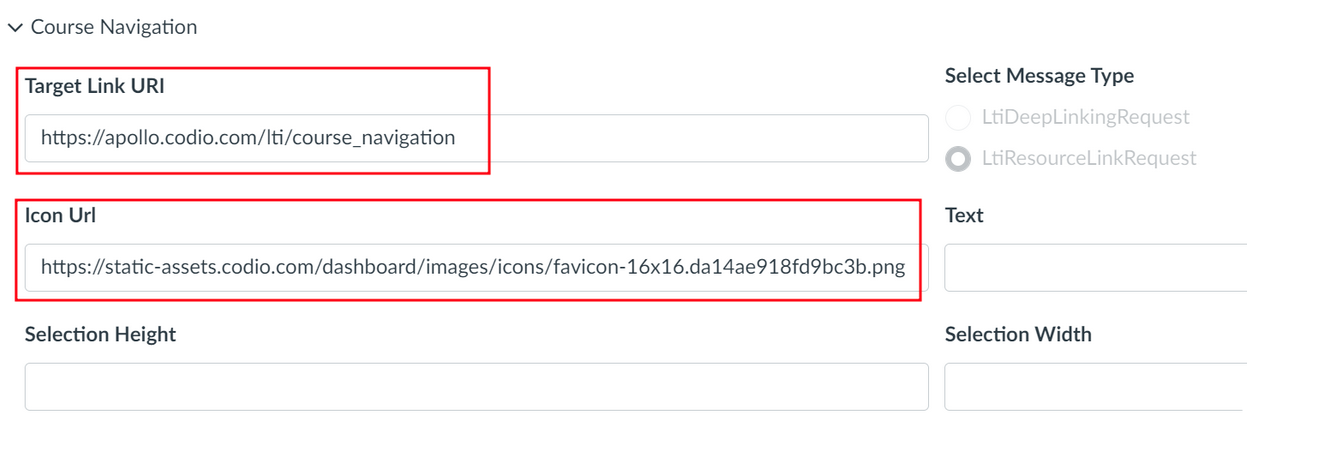 Course Navigation
Target Link URI
https://apollo.codio.com/lti/course_navigation
Select Message Type
LtiDeepLinkingRequest
LtiResourceLinkRequest
Icon Url
https://static-assets.codio.com/dashboard/images/icons/favicon-16x16.da14ae918fd9bc3b.png
Text
Selection Height
Selection Width